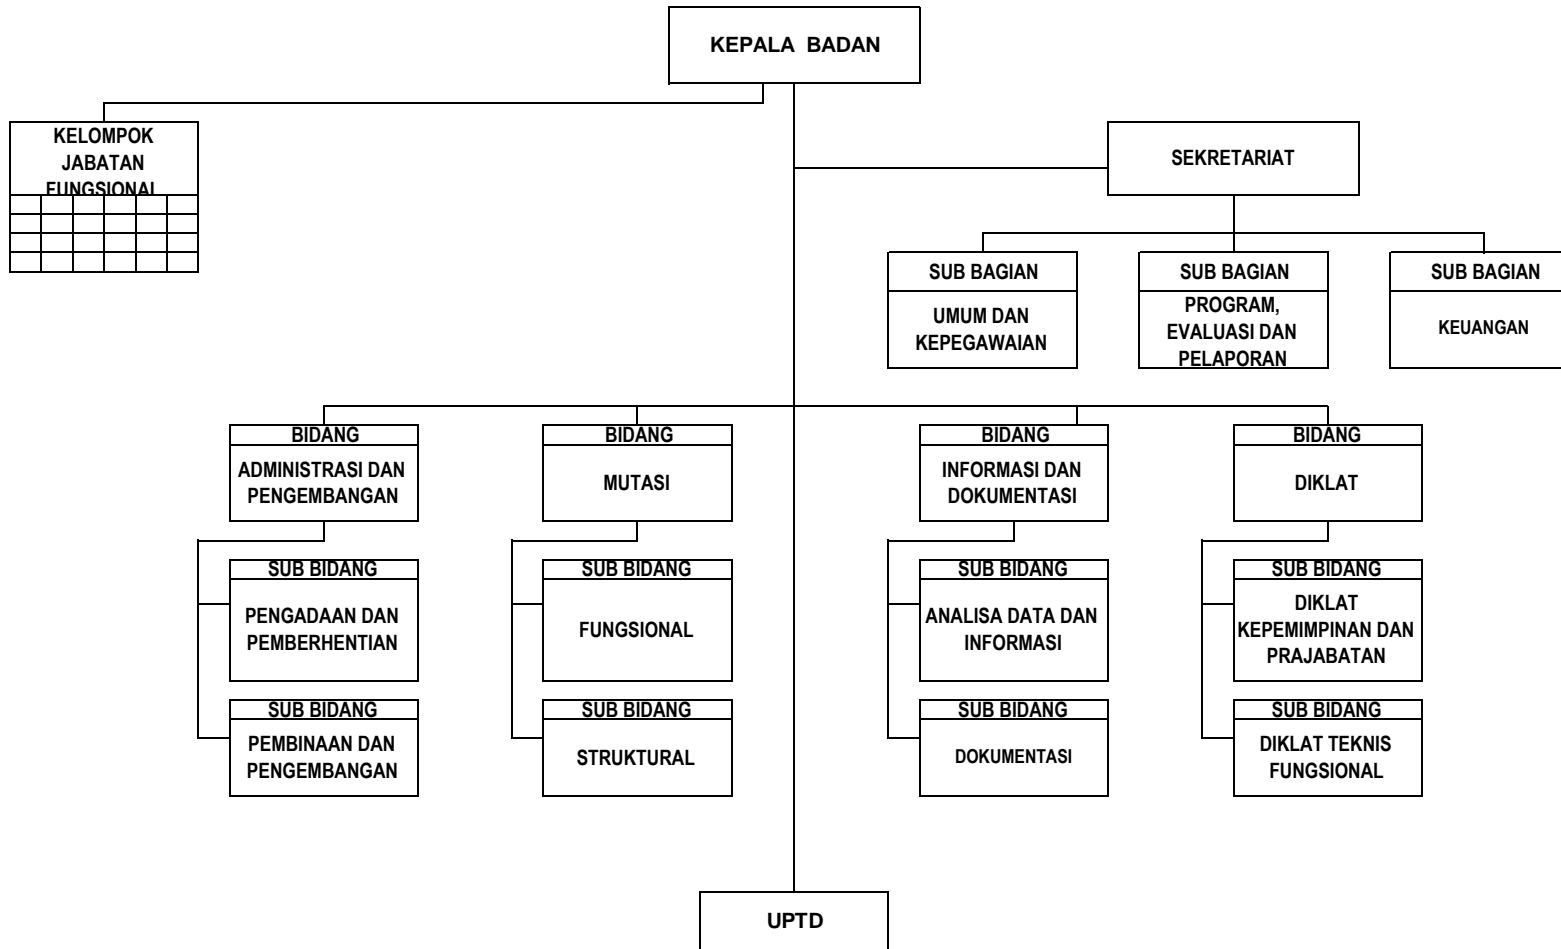 KEPALA BADAN
KELOMPOK
JABATAN
FUNGSIONAL
SEKRETARIAT
SUB BAGIAN
UMUM DAN
KEPEGAWAIAN
SUB BAGIAN
PROGRAM,
EVALUASI DAN
PELAPORAN
SUB BAGIAN
KEUANGAN
BIDANG
ADMINISTRASI DAN
PENGEMBANGAN
BIDANG
MUTASI
BIDANG
INFORMASI DAN
DOKUMENTASI
BIDANG
DIKLAT
SUB BIDANG
PENGADAAN DAN
PEMBERHENTIAN
SUB BIDANG
FUNGSIONAL
SUB BIDANG
ANALISA DATA DAN
INFORMASI
SUB BIDANG
DIKLAT
KEPEMIMPINAN DAN
PRAJABATAN
SUB BIDANG
PEMBINAAN DAN
PENGEMBANGAN
SUB BIDANG
STRUKTURAL
SUB BIDANG
DOKUMENTASI
SUB BIDANG
DIKLAT TEKNIS
FUNGSIONAL
UPTD